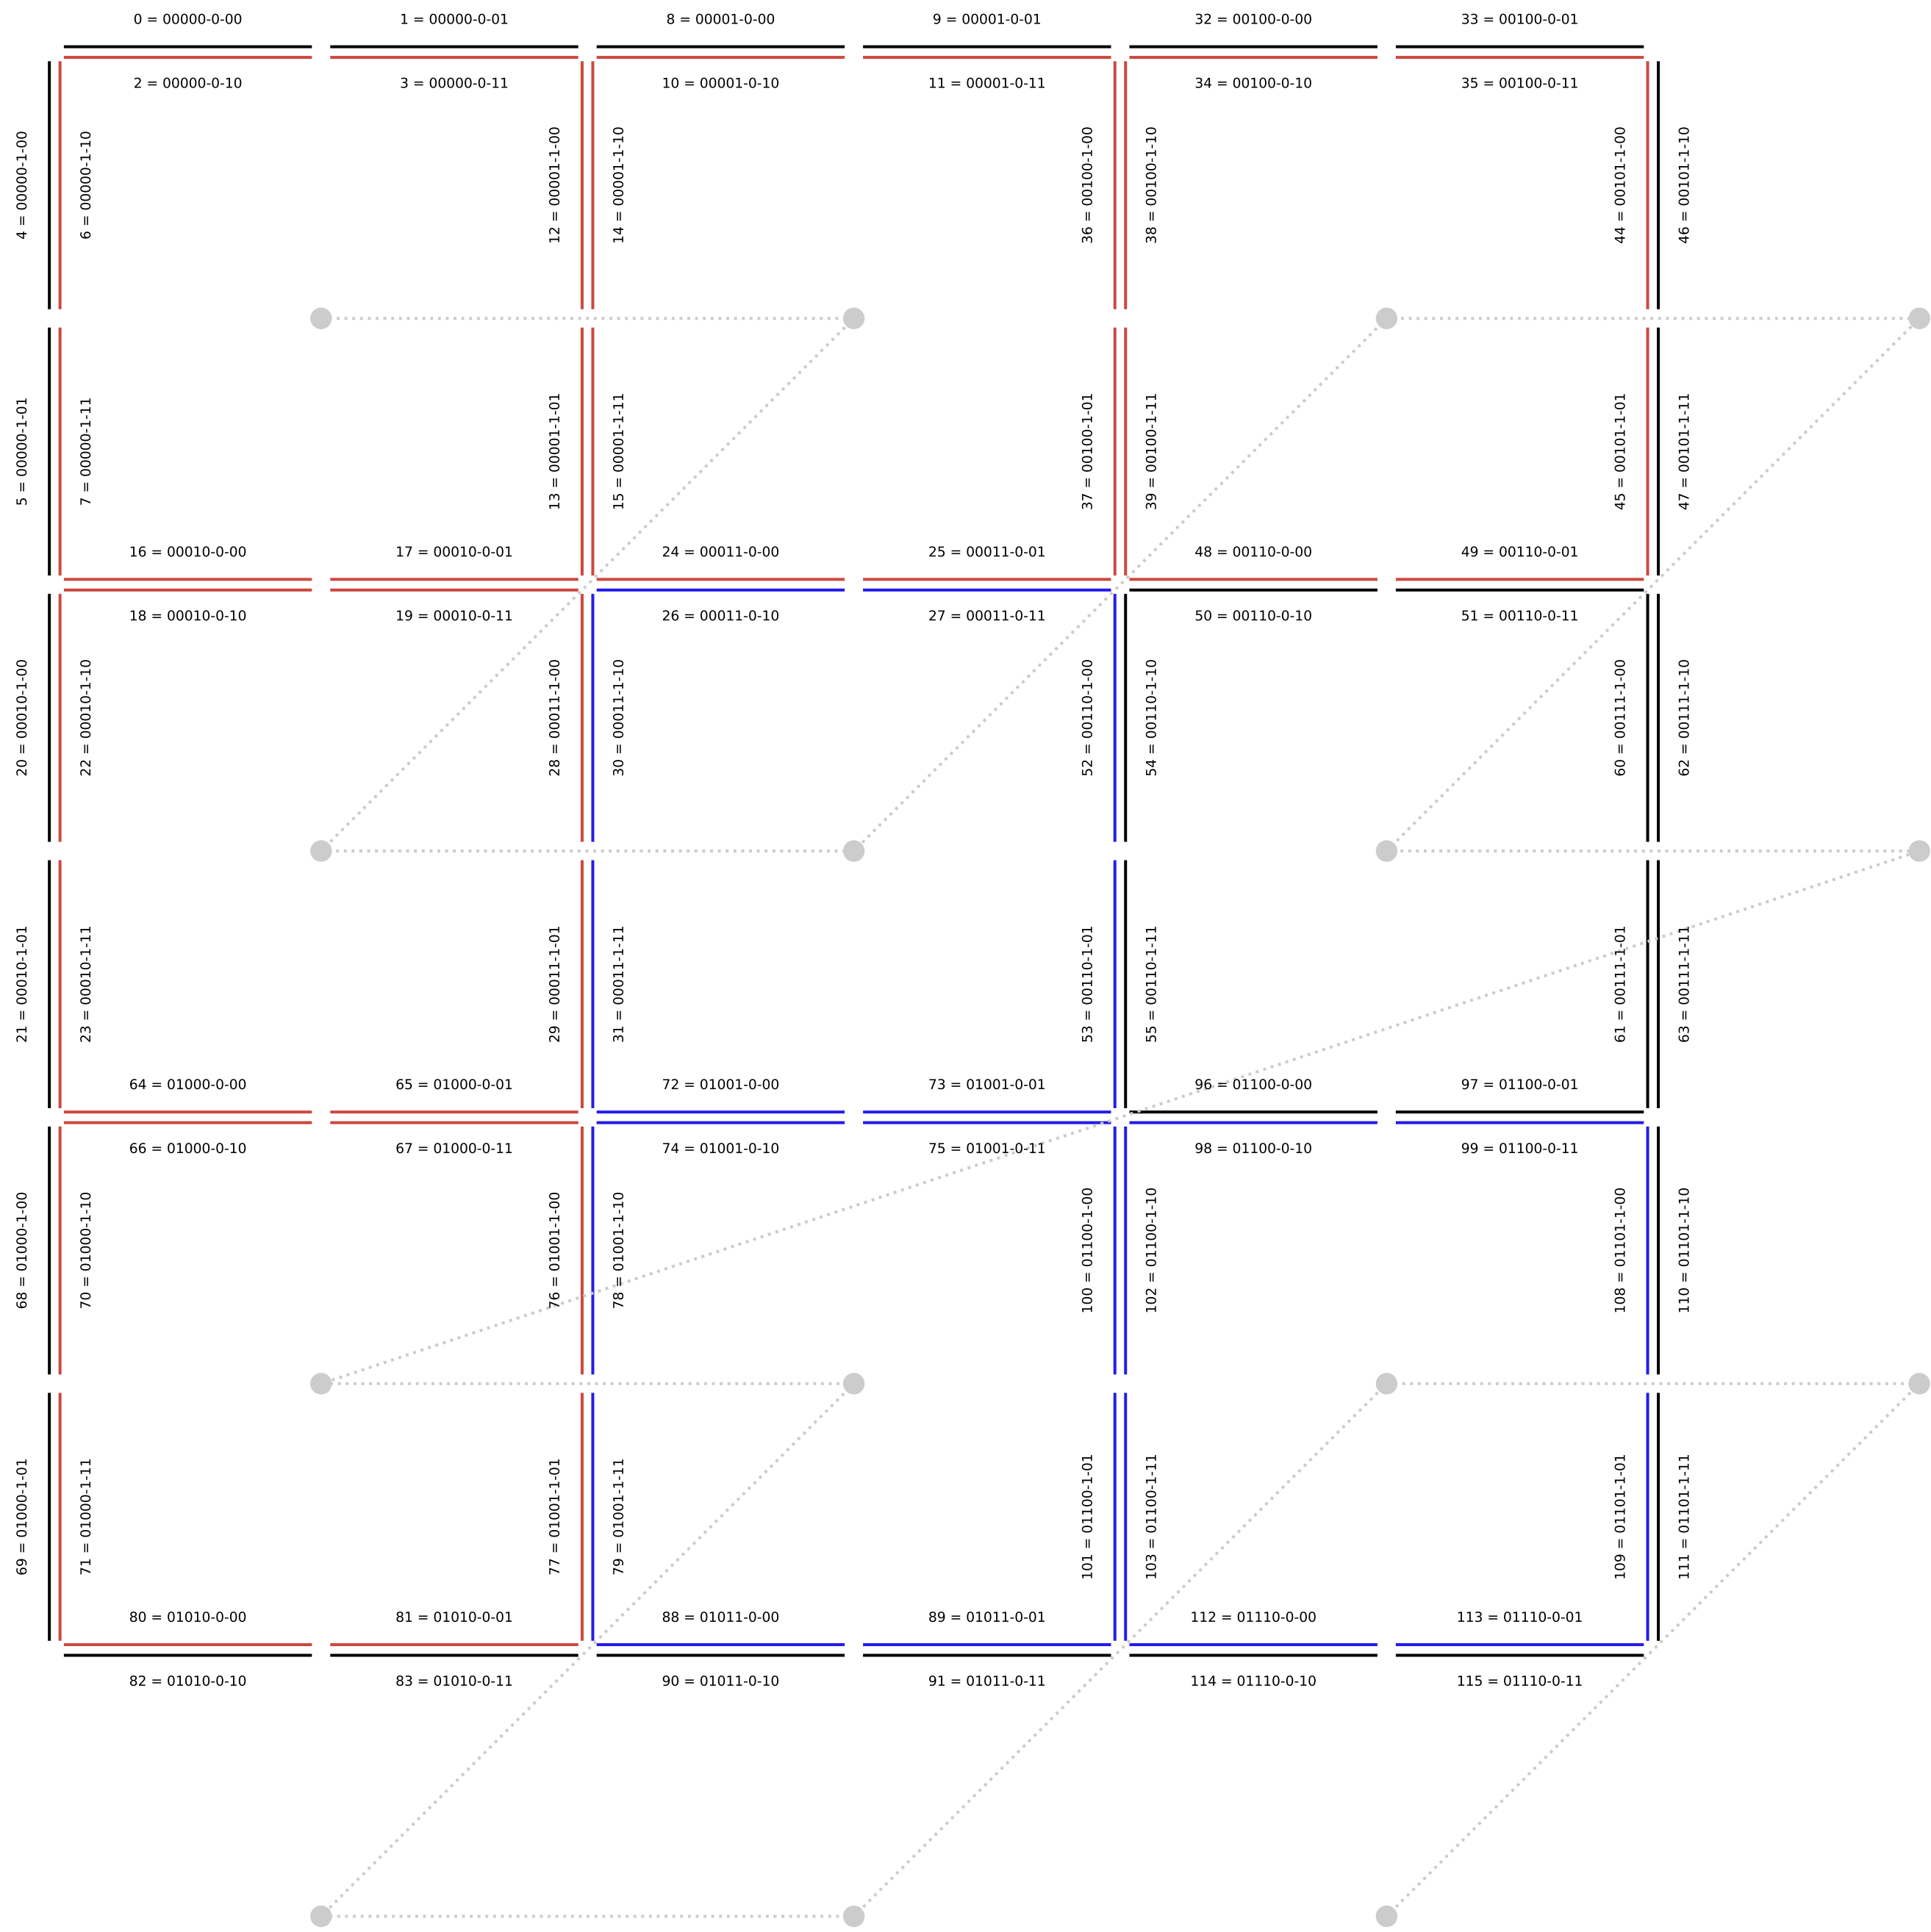 0 = 00000-0-00
1 = 00000-0-01
8 = 00001-0-00
9 = 00001-0-01
32 = 00100-0-00
33 = 00100-0-01
2 = 00000-0-10
3 = 00000-0-11
10 = 00001-0-10
11 = 00001-0-11
34 = 00100-0-10
35 = 00100-0-11
4 = 00000-1-00
6 = 00000-1-10
12 = 00001-1-00
14 = 00001-1-10
36 = 00100-1-00
38 = 00100-1-10
44 = 00101-1-00
46 = 00101-1-10
5 = 00000-1-01
7 = 00000-1-11
13 = 00001-1-01
15 = 00001-1-11
37 = 00100-1-01
39 = 00100-1-11
45 = 00101-1-01
47 = 00101-1-11
16 = 00010-0-00
17 = 00010-0-01
24 = 00011-0-00
25 = 00011-0-01
48 = 00110-0-00
49 = 00110-0-01
18 = 00010-0-10
19 = 00010-0-11
26 = 00011-0-10
27 = 00011-0-11
50 = 00110-0-10
51 = 00110-0-11
20 = 00010-1-00
22 = 00010-1-10
28 = 00011-1-00
30 = 00011-1-10
52 = 00110-1-00
54 = 00110-1-10
60 = 00111-1-00
62 = 00111-1-10
21 = 00010-1-01
23 = 00010-1-11
29 = 00011-1-01
31 = 00011-1-11
53 = 00110-1-01
55 = 00110-1-11
61 = 00111-1-01
63 = 00111-1-11
64 = 01000-0-00
65 = 01000-0-01
72 = 01001-0-00
73 = 01001-0-01
96 = 01100-0-00
97 = 01100-0-01
66 = 01000-0-10
67 = 01000-0-11
74 = 01001-0-10
75 = 01001-0-11
98 = 01100-0-10
99 = 01100-0-11
68 = 01000-1-00
70 = 01000-1-10
76 = 01001-1-00
78 = 01001-1-10
100 = 01100-1-00
102 = 01100-1-10
108 = 01101-1-00
110 = 01101-1-10
69 = 01000-1-01
71 = 01000-1-11
77 = 01001-1-01
79 = 01001-1-11
101 = 01100-1-01
103 = 01100-1-11
109 = 01101-1-01
111 = 01101-1-11
80 = 01010-0-00
81 = 01010-0-01
88 = 01011-0-00
89 = 01011-0-01
112 = 01110-0-00
113 = 01110-0-01
82 = 01010-0-10
83 = 01010-0-11
90 = 01011-0-10
91 = 01011-0-11
114 = 01110-0-10
115 = 01110-0-11